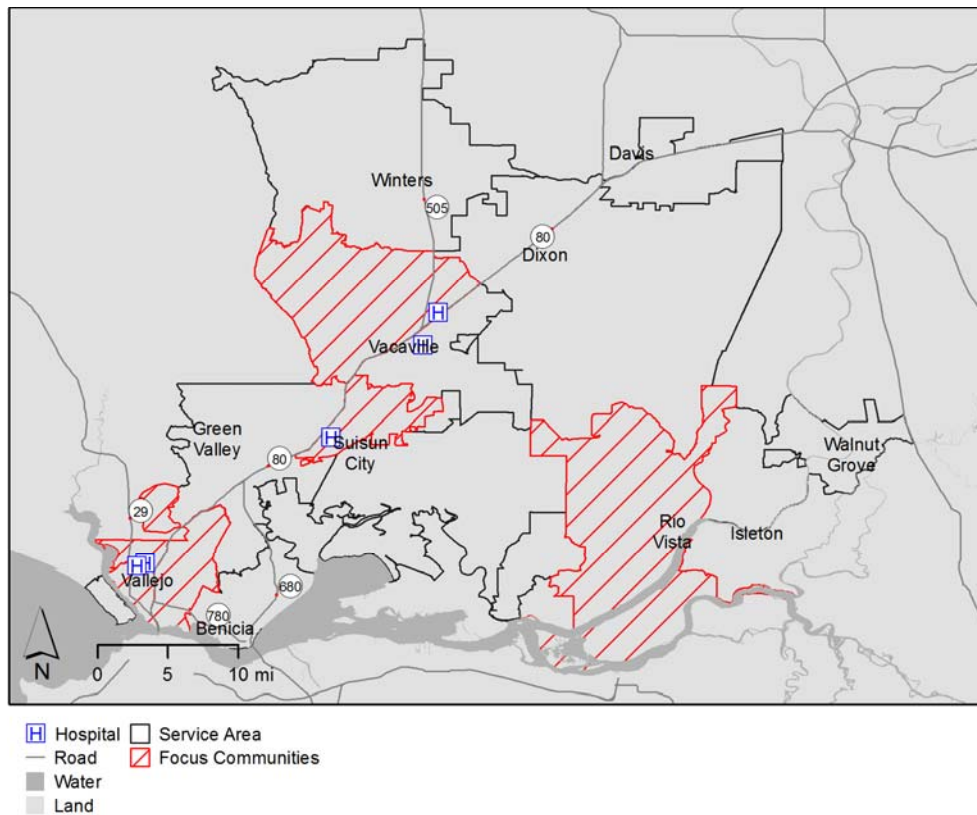 Davis
Winters
505
80
Dixon
H
Vacaville
H
H
Green
Valley
H
Suisun
City
80
Walnut
Grove
29
Rio
Vista
Isleton
H
H
Vallejo
680
780
Benicia
N
0 5 10 mi
H Hospital Service Area
Road Focus Communities
Water
Land